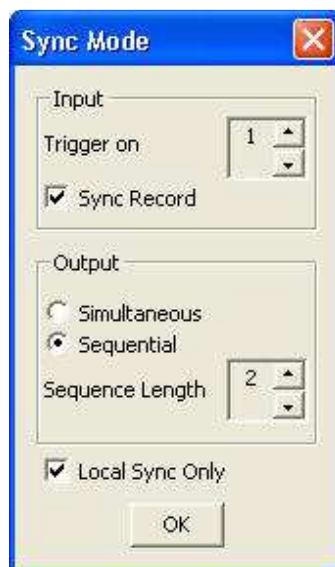 Sync Mode
Input
Trigger on 1
Sync Record
Output
Simultaneous
Sequential
Sequence Length 2
Local Sync Only
OK